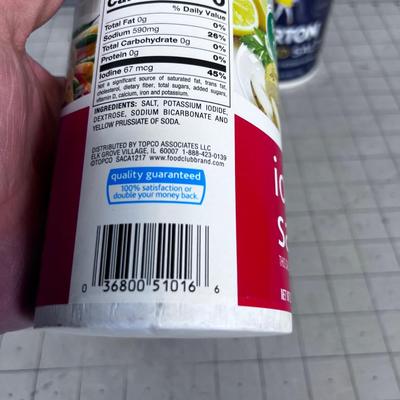 % Daily Value
Total Fat 0g 0%
Sodium 590mg 26%
Total Carbohydrate 0g 0%
Protein 0g 0%
Iodine 67 mcg 45%
Not a significant source of saturated fat, trans fat,
cholesterol, dietary fiber, total sugars, added sugars,
vitamin D, calcium, iron and potassium.
INGREDIENTS: SALT, POTASSIUM IODIDE,
DEXTROSE, SODIUM BICARBONATE AND
YELLOW PRUSSIATE OF SODA.
DISTRIBUTED BY TOPCO ASSOCIATES LLC
ELK GROVE VILLAGE, IL 60007 1-888-423-0139
©TOPCO SACA1217 www.foodclubbrand.com
quality guaranteed
100% satisfaction or
double your money back.
0 36800 51016 6
NET
RTON